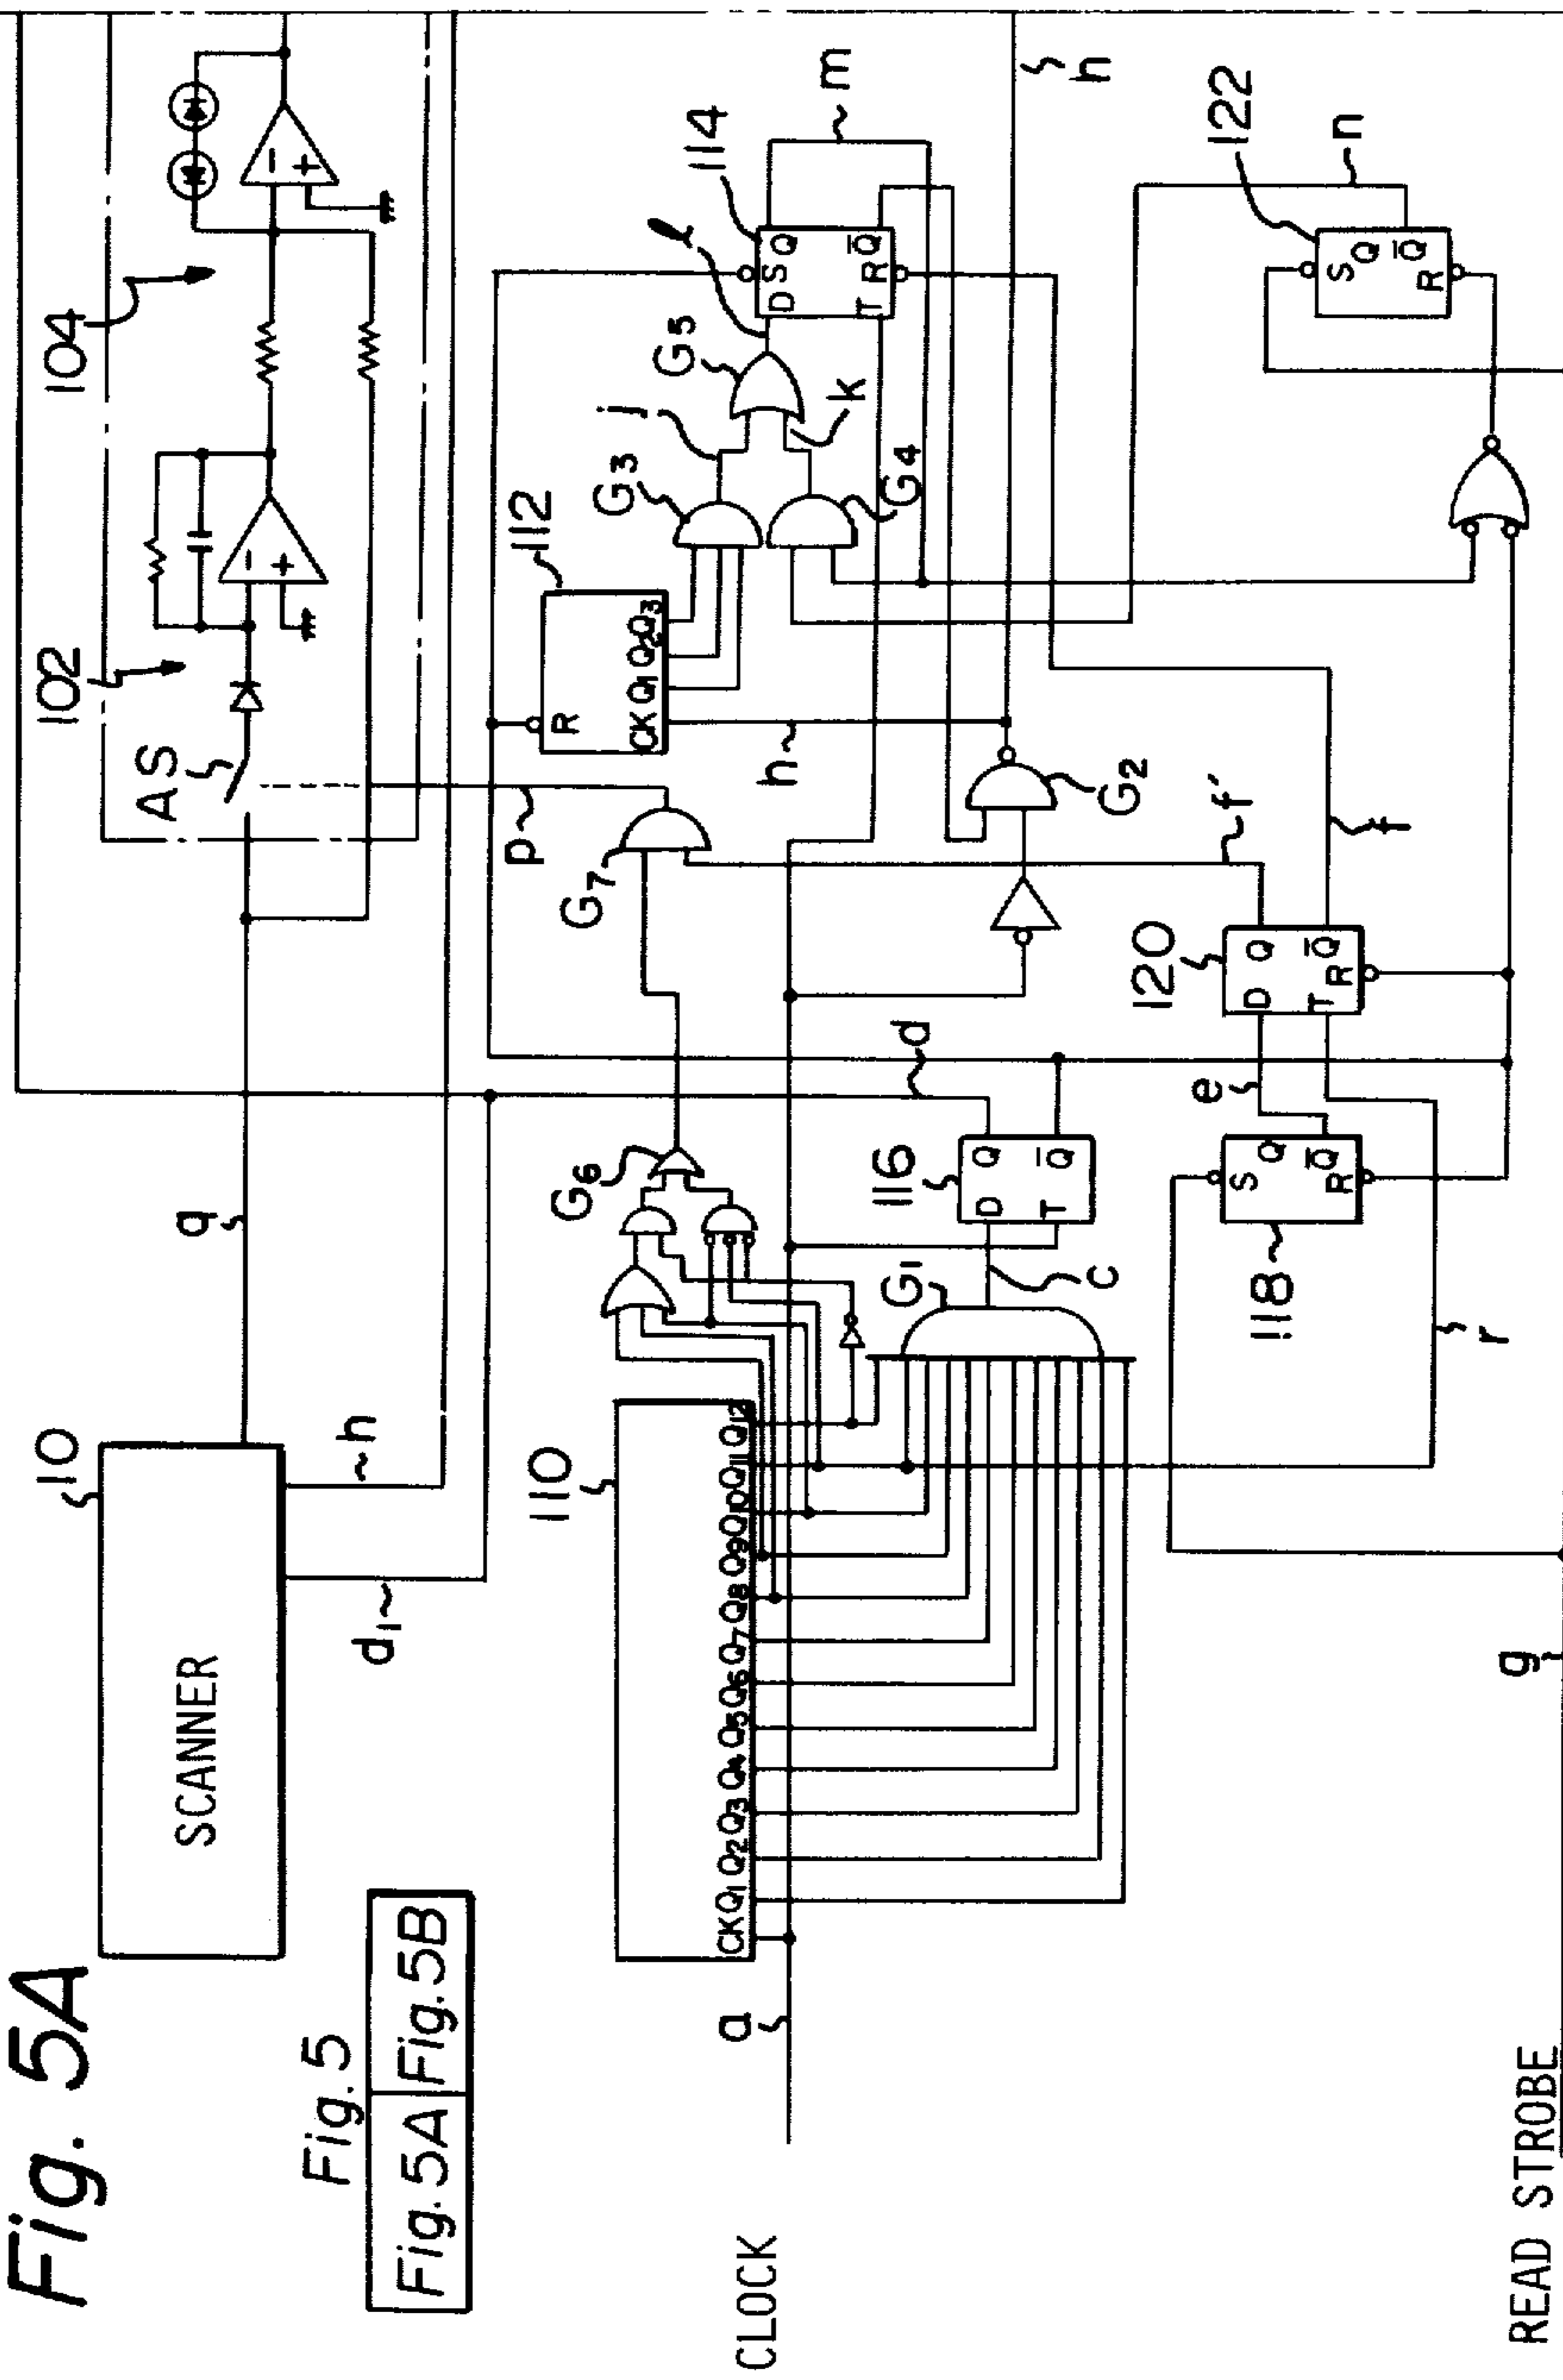 Fig. 5A
Fig. 5
Fig. 5A Fig. 5B
10
SCANNER
q
h
d1
AS
102
104
CLOCK
a
110
CK Q1 Q2 Q3 Q4 Q5 Q6 Q7 Q8 Q9 Q10 Q11 Q12
G6
G7
p
G1
c
d
116
D Q
T Q̅
112
R
CK Q1 Q2 Q3
h
G2
G3
G4
j
k
G5
ℓ
114
S
D Q
T R Q̅
m
h
118
S Q
R Q̅
e
r
120
D Q
T R Q̅
f'
f
122
S Q
R Q̅
n
READ STROBE
g